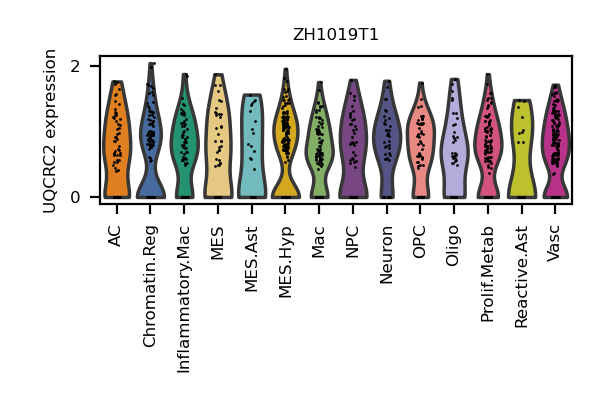 ZH1019T1
UQCRC2 expression
2
0
AC
Chromatin.Reg
Inflammatory.Mac
MES
MES.Ast
MES.Hyp
Mac
NPC
Neuron
OPC
Oligo
Prolif.Metab
Reactive.Ast
Vasc